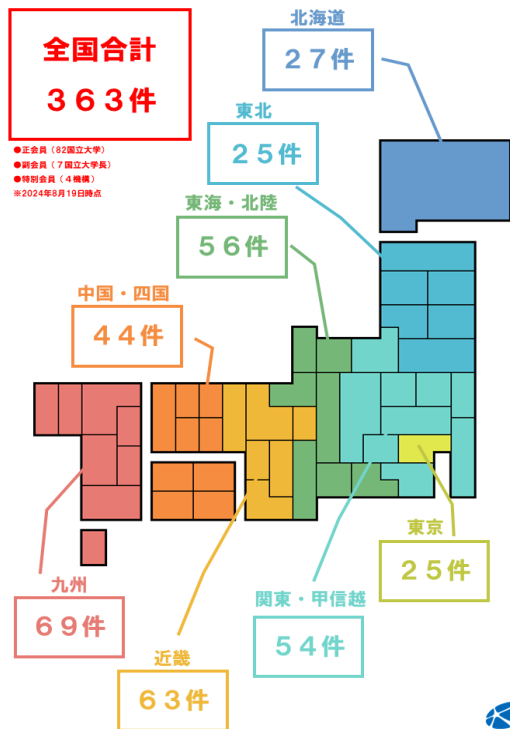 全国合計
363件
●正会員（82国立大学）
●副会員（7国立大学長）
●特別会員（4機構）
※2024年8月19日時点
北海道
27件
東北
25件
東海・北陸
56件
中国・四国
44件
東京
25件
関東・甲信越
54件
九州
69件
近畿
63件